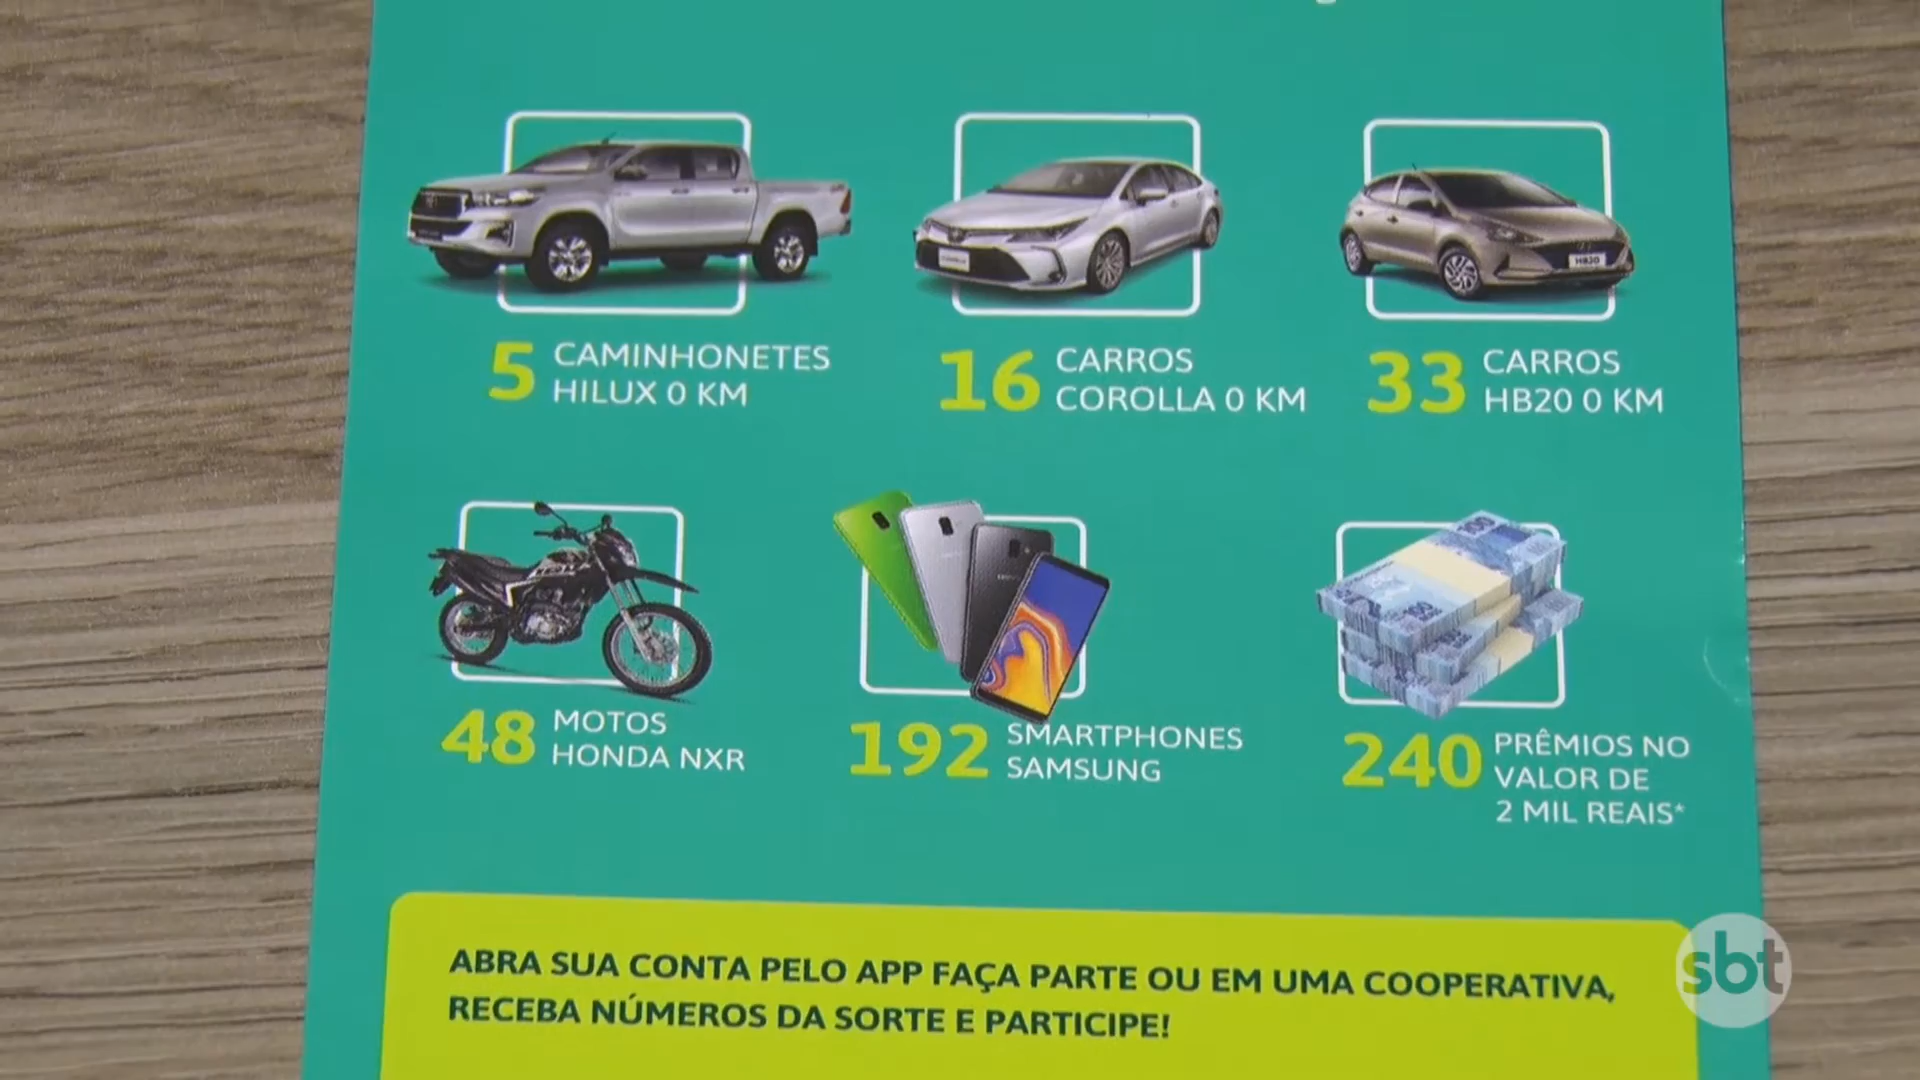 5 CAMINHONETES
HILUX 0 KM
16 CARROS
COROLLA 0 KM
33 CARROS
HB20 0 KM
48 MOTOS
HONDA NXR
192 SMARTPHONES
SAMSUNG
240 PRÊMIOS NO
VALOR DE
2 MIL REAIS*
ABRA SUA CONTA PELO APP FAÇA PARTE OU EM UMA COOPERATIVA,
RECEBA NÚMEROS DA SORTE E PARTICIPE!
sbt
HB20